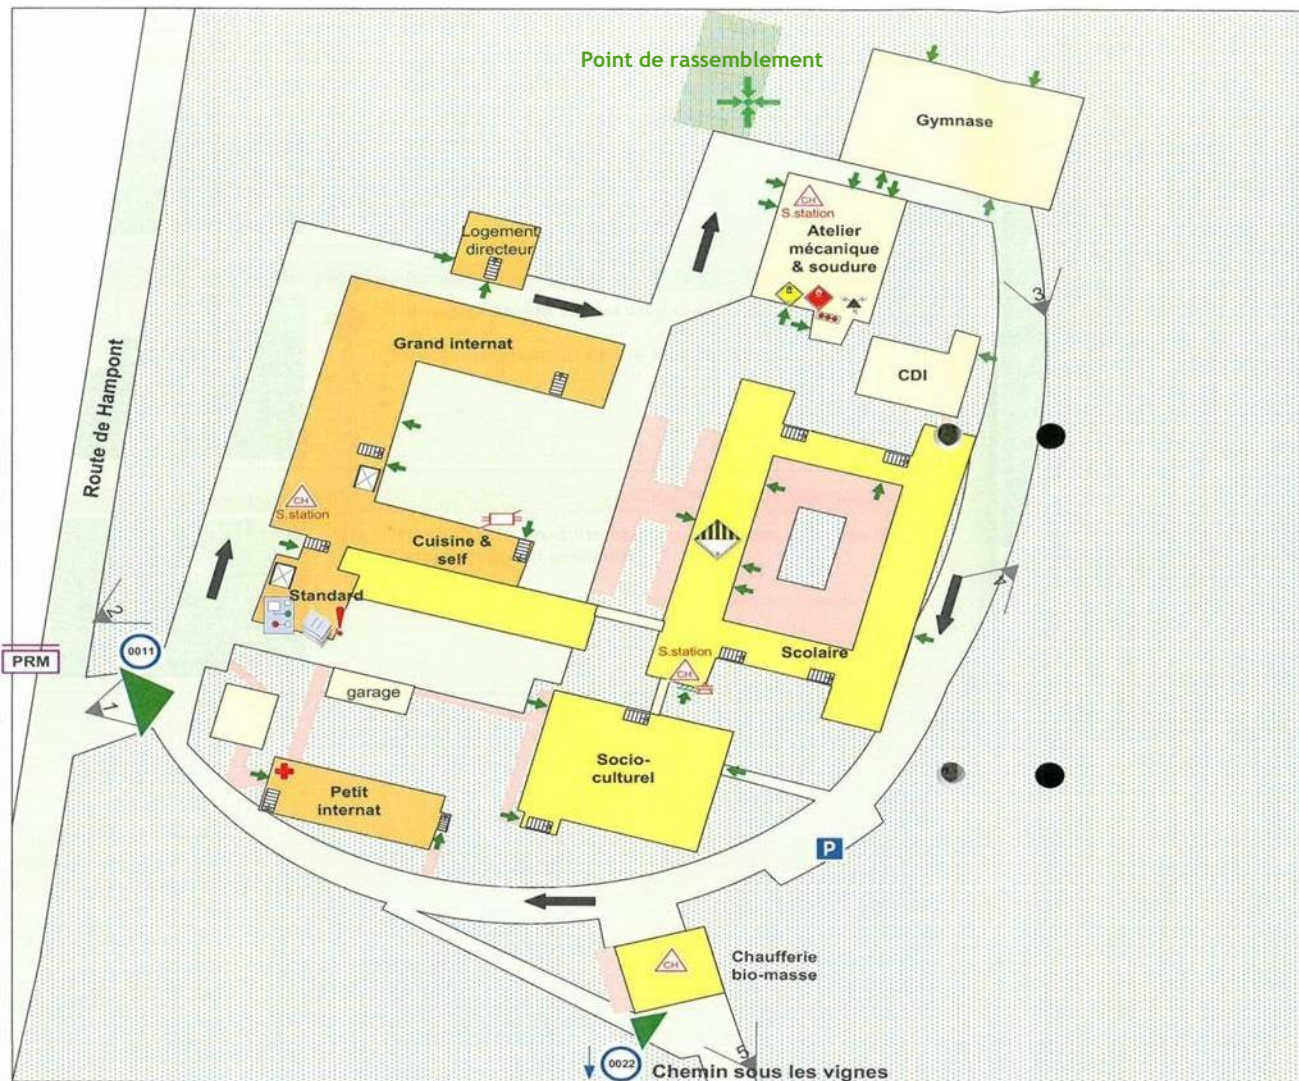 Point de rassemblement
Gymnase
CH
S.station
Atelier
mécanique
& soudure
Logement
directeur
3
Grand internat
CDI
Route de Hampont
CH
S.station
Cuisine &
self
Standard
!
4
2
0011
PRM
S.station
CH
Scolaire
garage
1
Socio-
culturel
Petit
internat
P
CH
Chaufferie
bio-masse
5
0022
Chemin sous les vignes